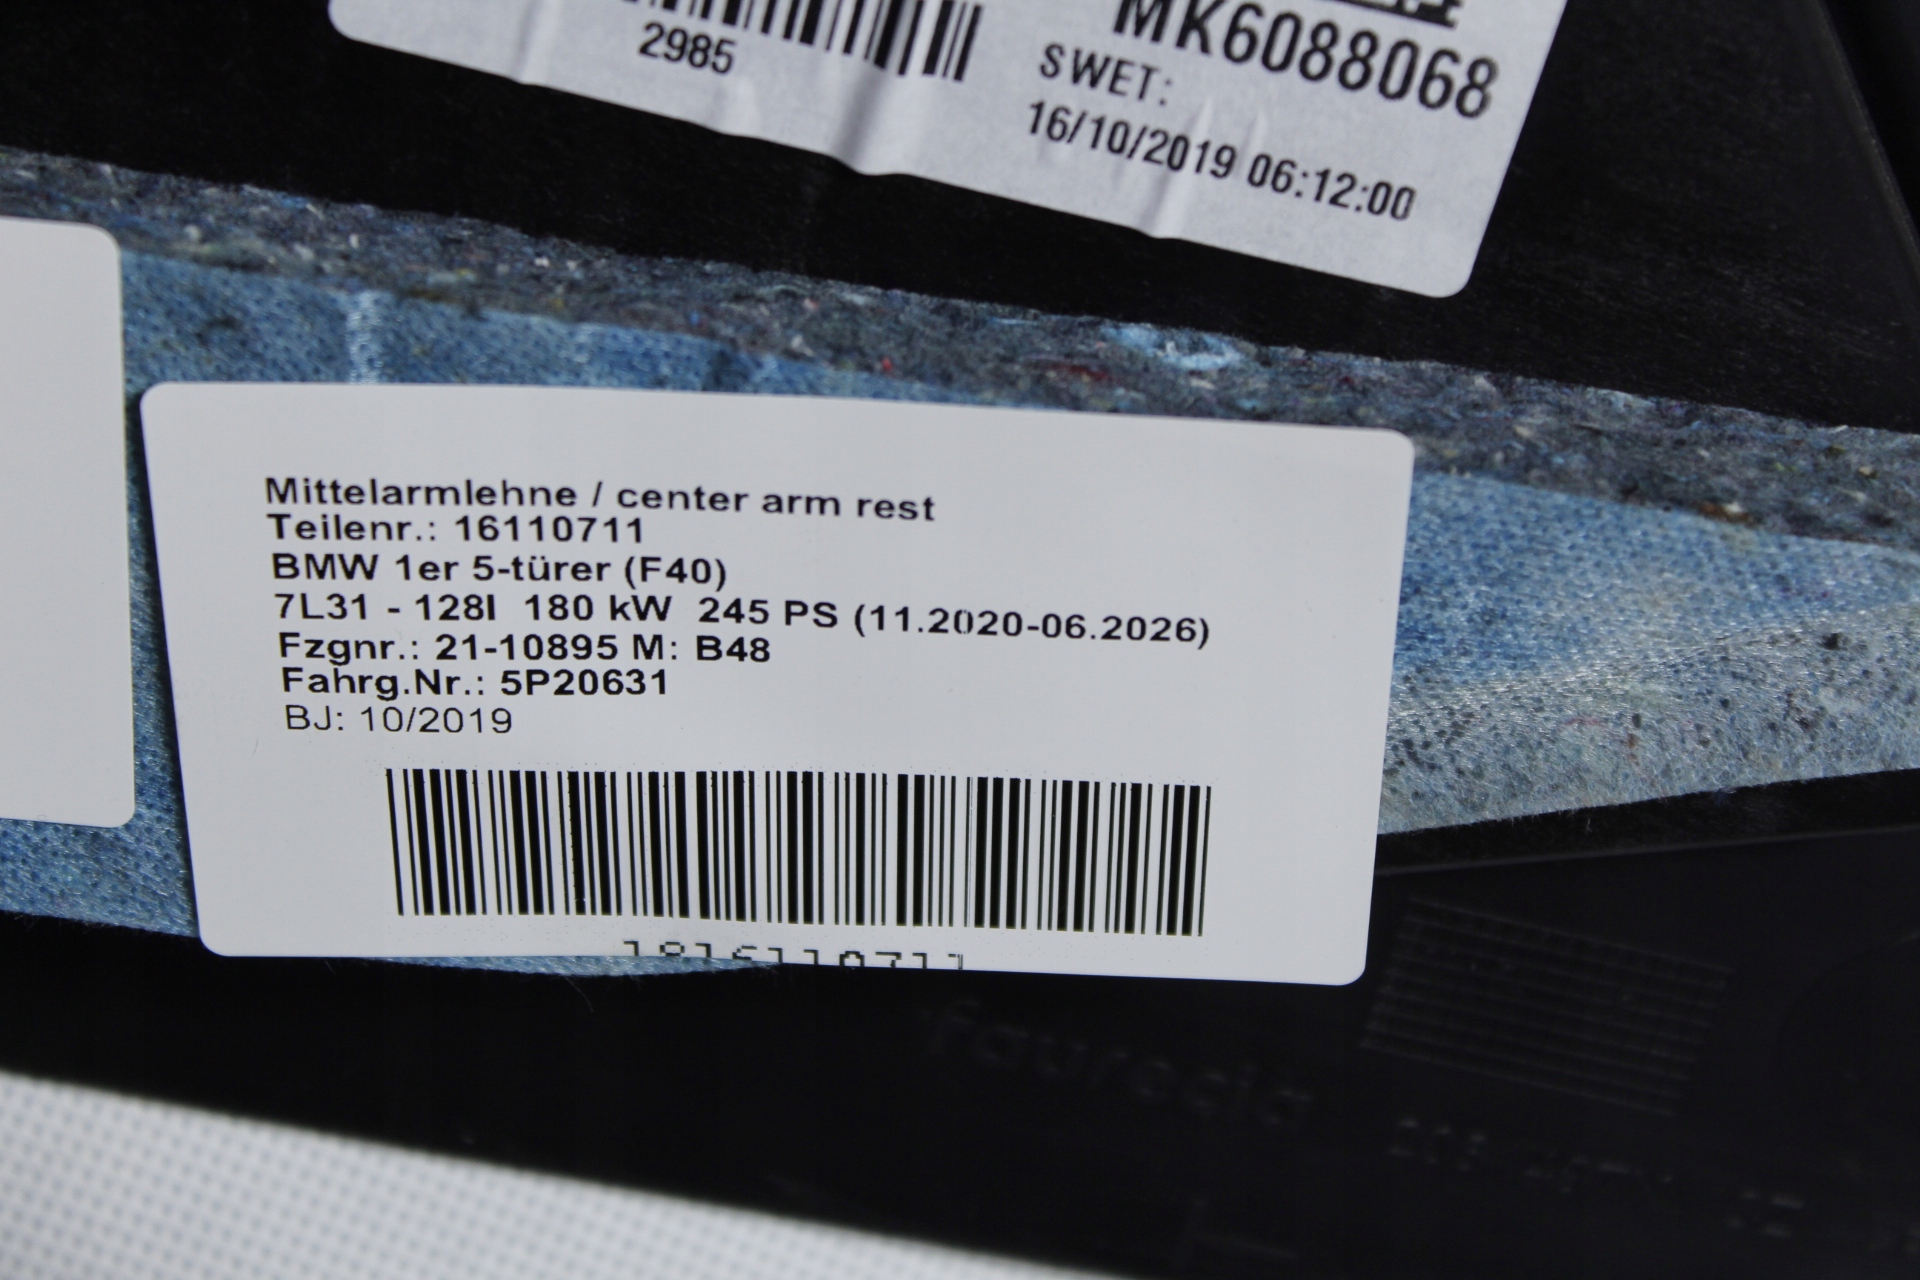 2985
MK6088068
SWET:
16/10/2019 06:12:00
Mittelarmlehne / center arm rest
Teilenr.: 16110711
BMW 1er 5-türer (F40)
7L31 - 128I 180 kW 245 PS (11.2020-06.2026)
Fzgnr.: 21-10895 M: B48
Fahrg.Nr.: 5P20631
BJ: 10/2019
1816110711
faurecia